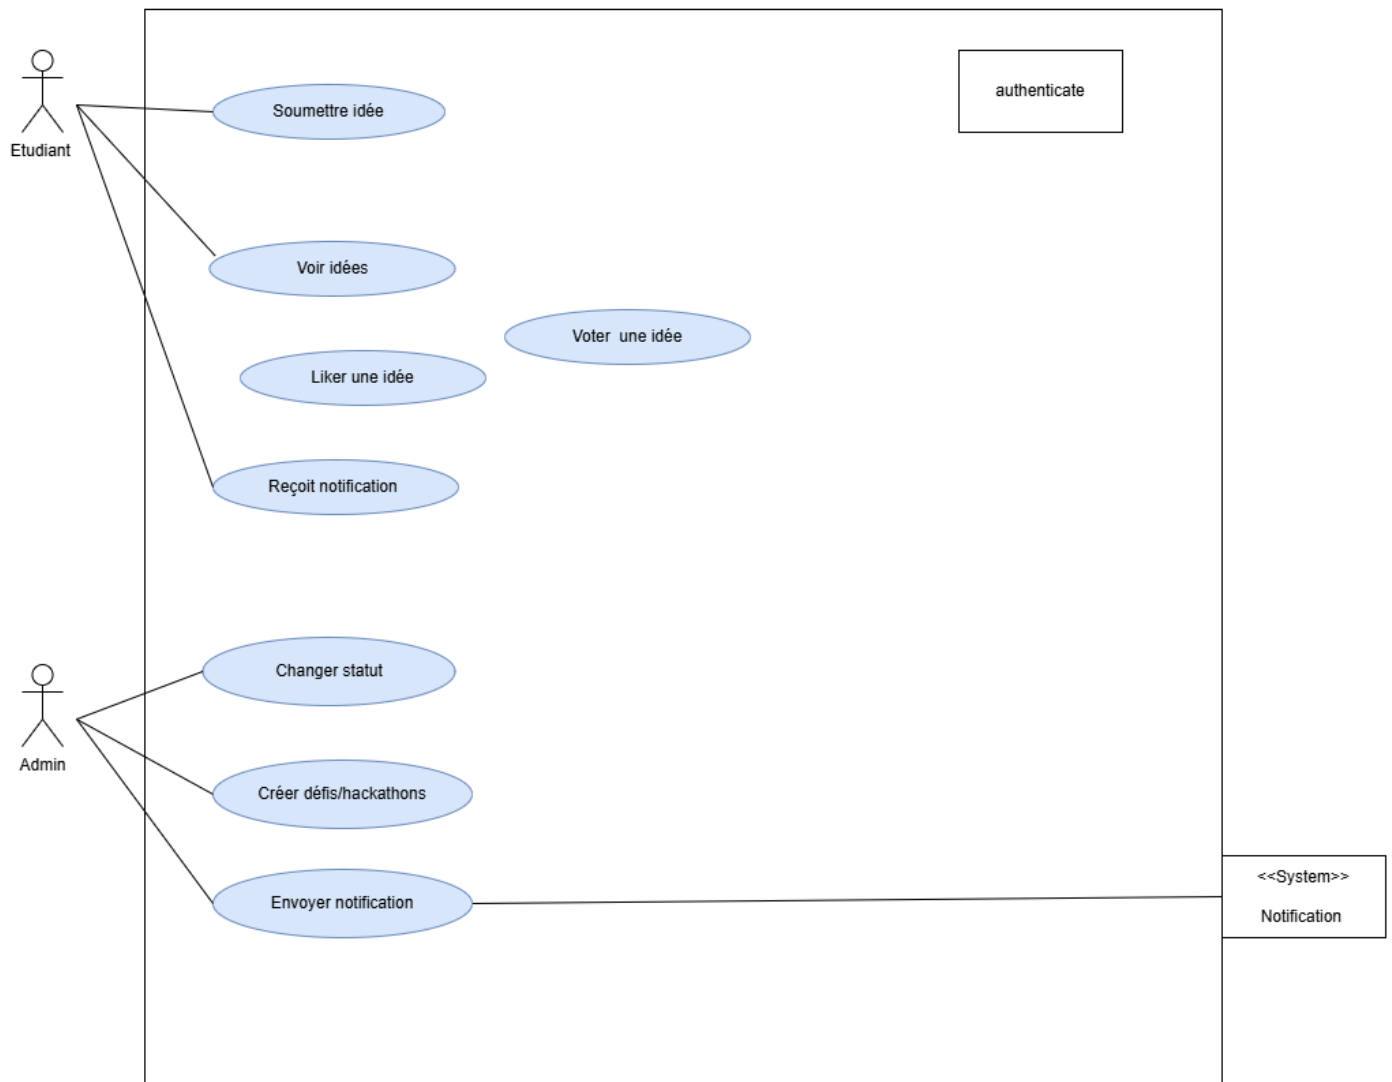 authenticate
Etudiant
Soumettre idée
Voir idées
Voter une idée
Liker une idée
Reçoit notification
Admin
Changer statut
Créer défis/hackathons
Envoyer notification
<<System>>
Notification